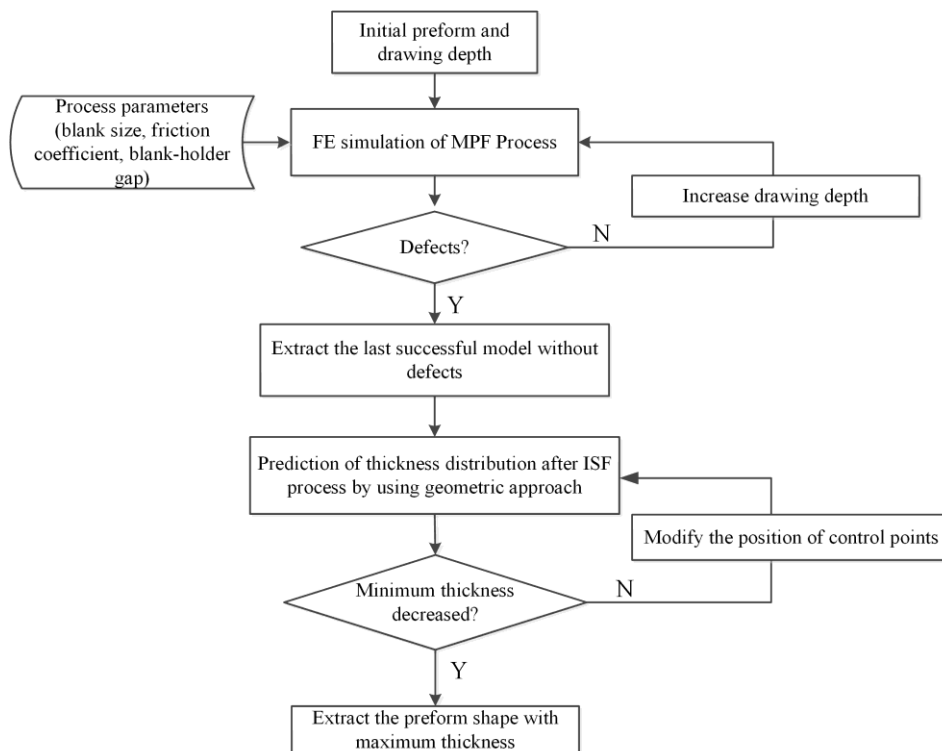 Initial preform and
drawing depth
Process parameters
(blank size, friction
coefficient, blank-holder
gap)
FE simulation of MPF Process
Increase drawing depth
Defects?
N
Y
Extract the last successful model without
defects
Prediction of thickness distribution after ISF
process by using geometric approach
Modify the position of control points
Minimum thickness
decreased?
N
Y
Extract the preform shape with
maximum thickness